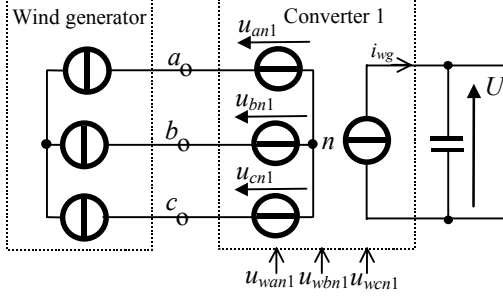 Wind generator
Converter 1
a
u_an1
i_wg
U
b
u_bn1
n
c
u_cn1
u_wan1 u_wbn1 u_wcn1